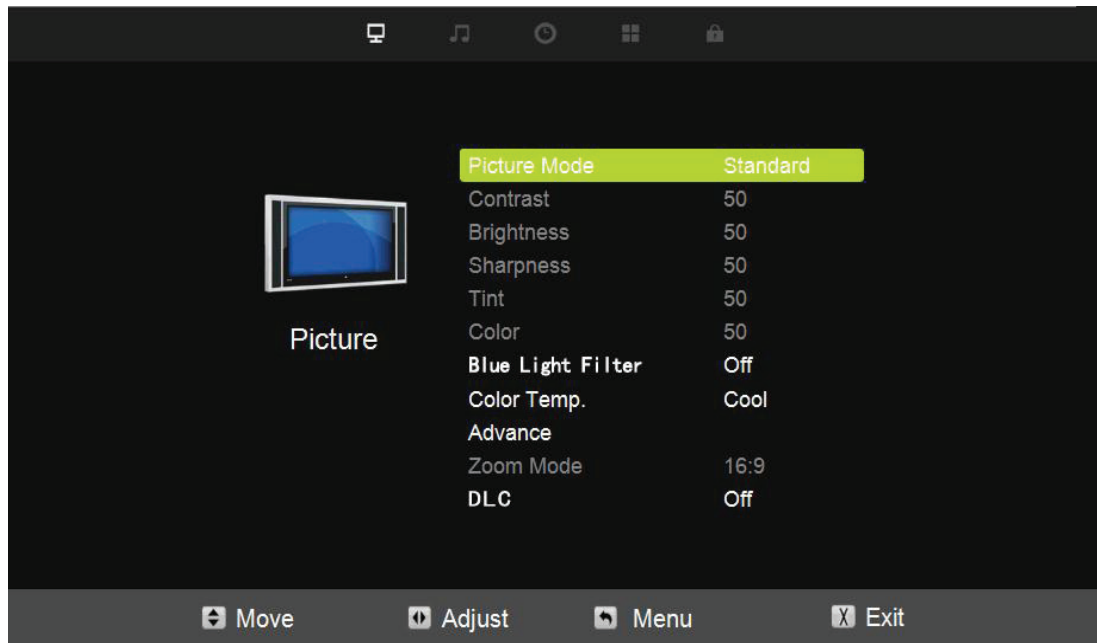 Picture Mode Standard
Contrast 50
Brightness 50
Sharpness 50
Tint 50
Color 50
Blue Light Filter Off
Color Temp. Cool
Advance
Zoom Mode 16:9
DLC Off
Picture
Move Adjust Menu X Exit